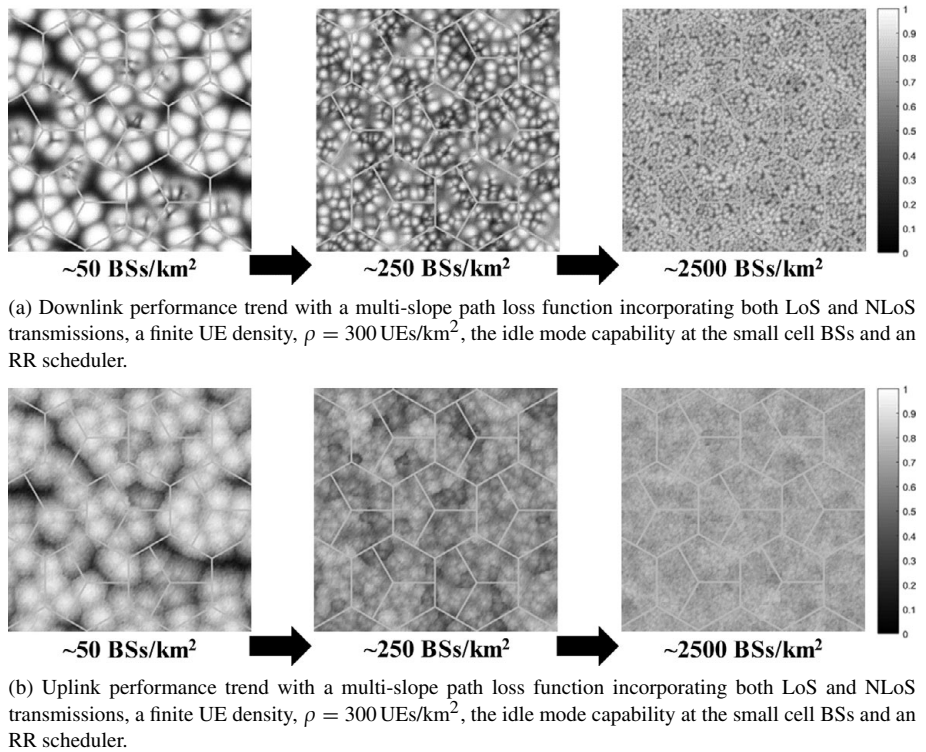 1
0.9
0.8
0.7
0.6
0.5
0.4
0.3
0.2
0.1
0
~50 BSs/km² ~250 BSs/km² ~2500 BSs/km²
(a) Downlink performance trend with a multi-slope path loss function incorporating both LoS and NLoS
transmissions, a finite UE density, ρ = 300 UEs/km², the idle mode capability at the small cell BSs and an
RR scheduler.
1
0.9
0.8
0.7
0.6
0.5
0.4
0.3
0.2
0.1
0
~50 BSs/km² ~250 BSs/km² ~2500 BSs/km²
(b) Uplink performance trend with a multi-slope path loss function incorporating both LoS and NLoS
transmissions, a finite UE density, ρ = 300 UEs/km², the idle mode capability at the small cell BSs and an
RR scheduler.